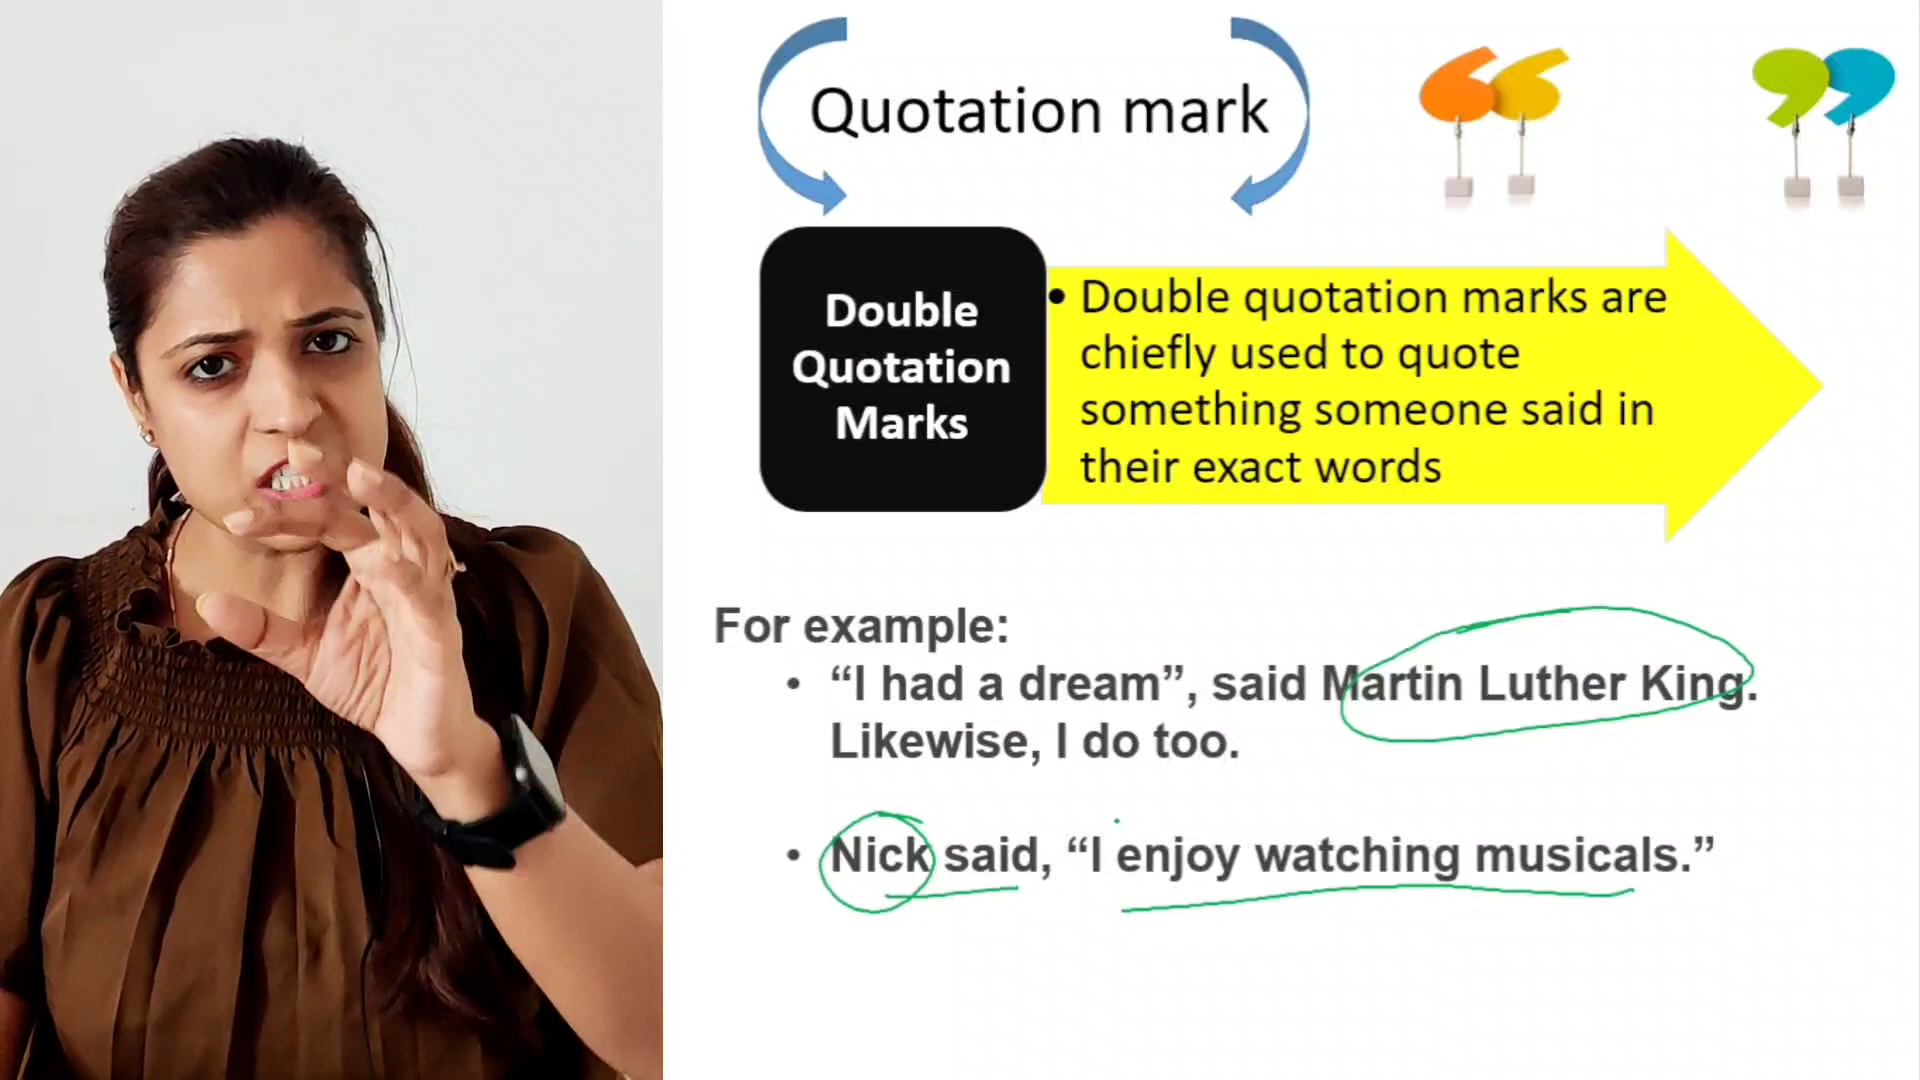 Quotation mark
Double
Quotation
Marks
• Double quotation marks are
chiefly used to quote
something someone said in
their exact words
For example:
• “I had a dream”, said Martin Luther King.
Likewise, I do too.
• Nick said, “I enjoy watching musicals.”